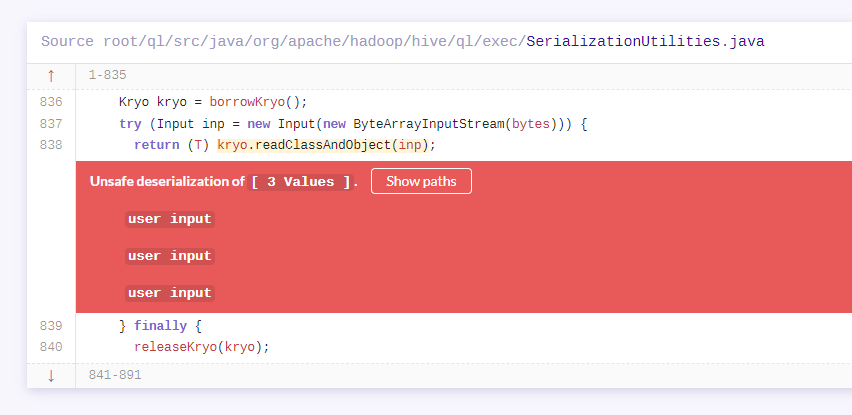 Source root/ql/src/java/org/apache/hadoop/hive/ql/exec/SerializationUtilities.java
↑ 1-835
836 Kryo kryo = borrowKryo();
837 try (Input inp = new Input(new ByteArrayInputStream(bytes))) {
838 return (T) kryo.readClassAndObject(inp);
Unsafe deserialization of [ 3 Values ]. Show paths
user input
user input
user input
839 } finally {
840 releaseKryo(kryo);
↓ 841-891